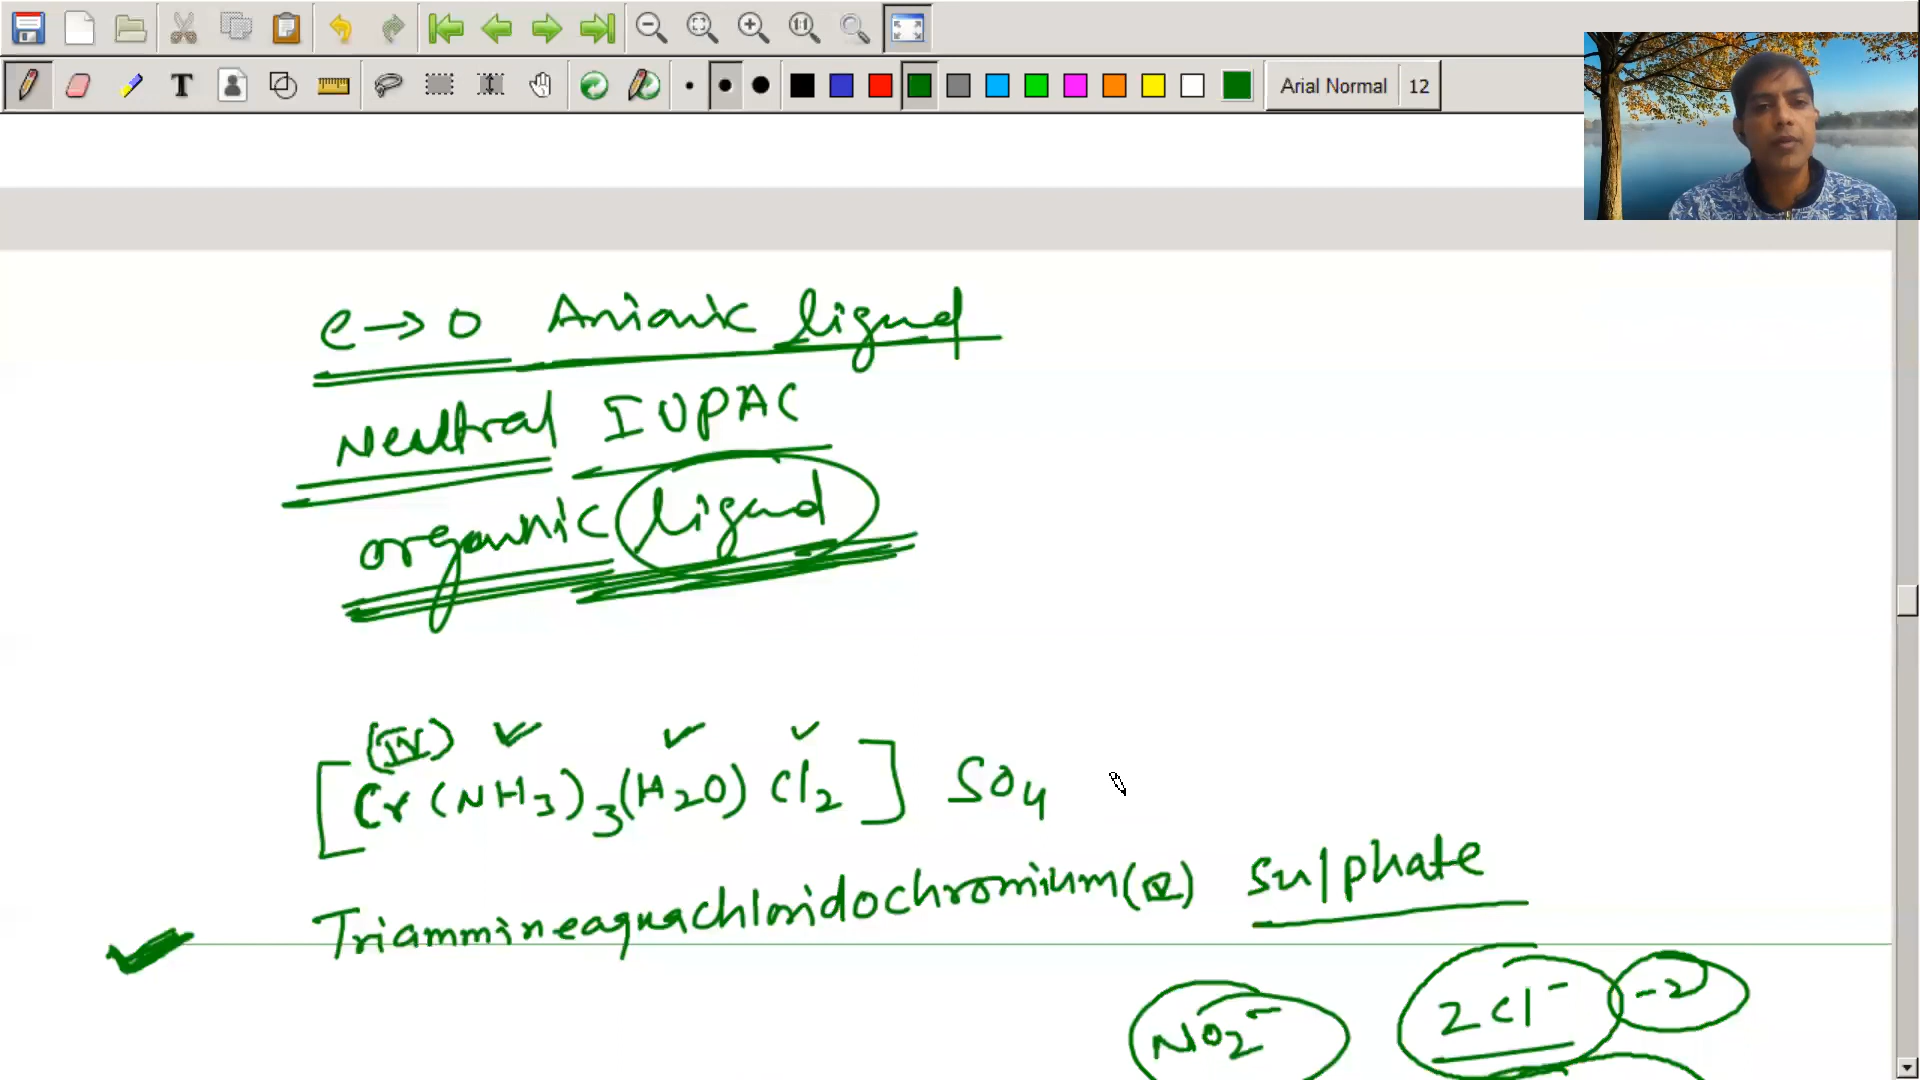 T Arial Normal 12
e → o Anionic ligand
Neutral IUPAC
organic ligand
(IV)
[Cr(NH3)3(H2O) Cl2] SO4
Triammineaquachloridochromium(IV) Sulphate
2Cl⁻ -2
NO2⁻